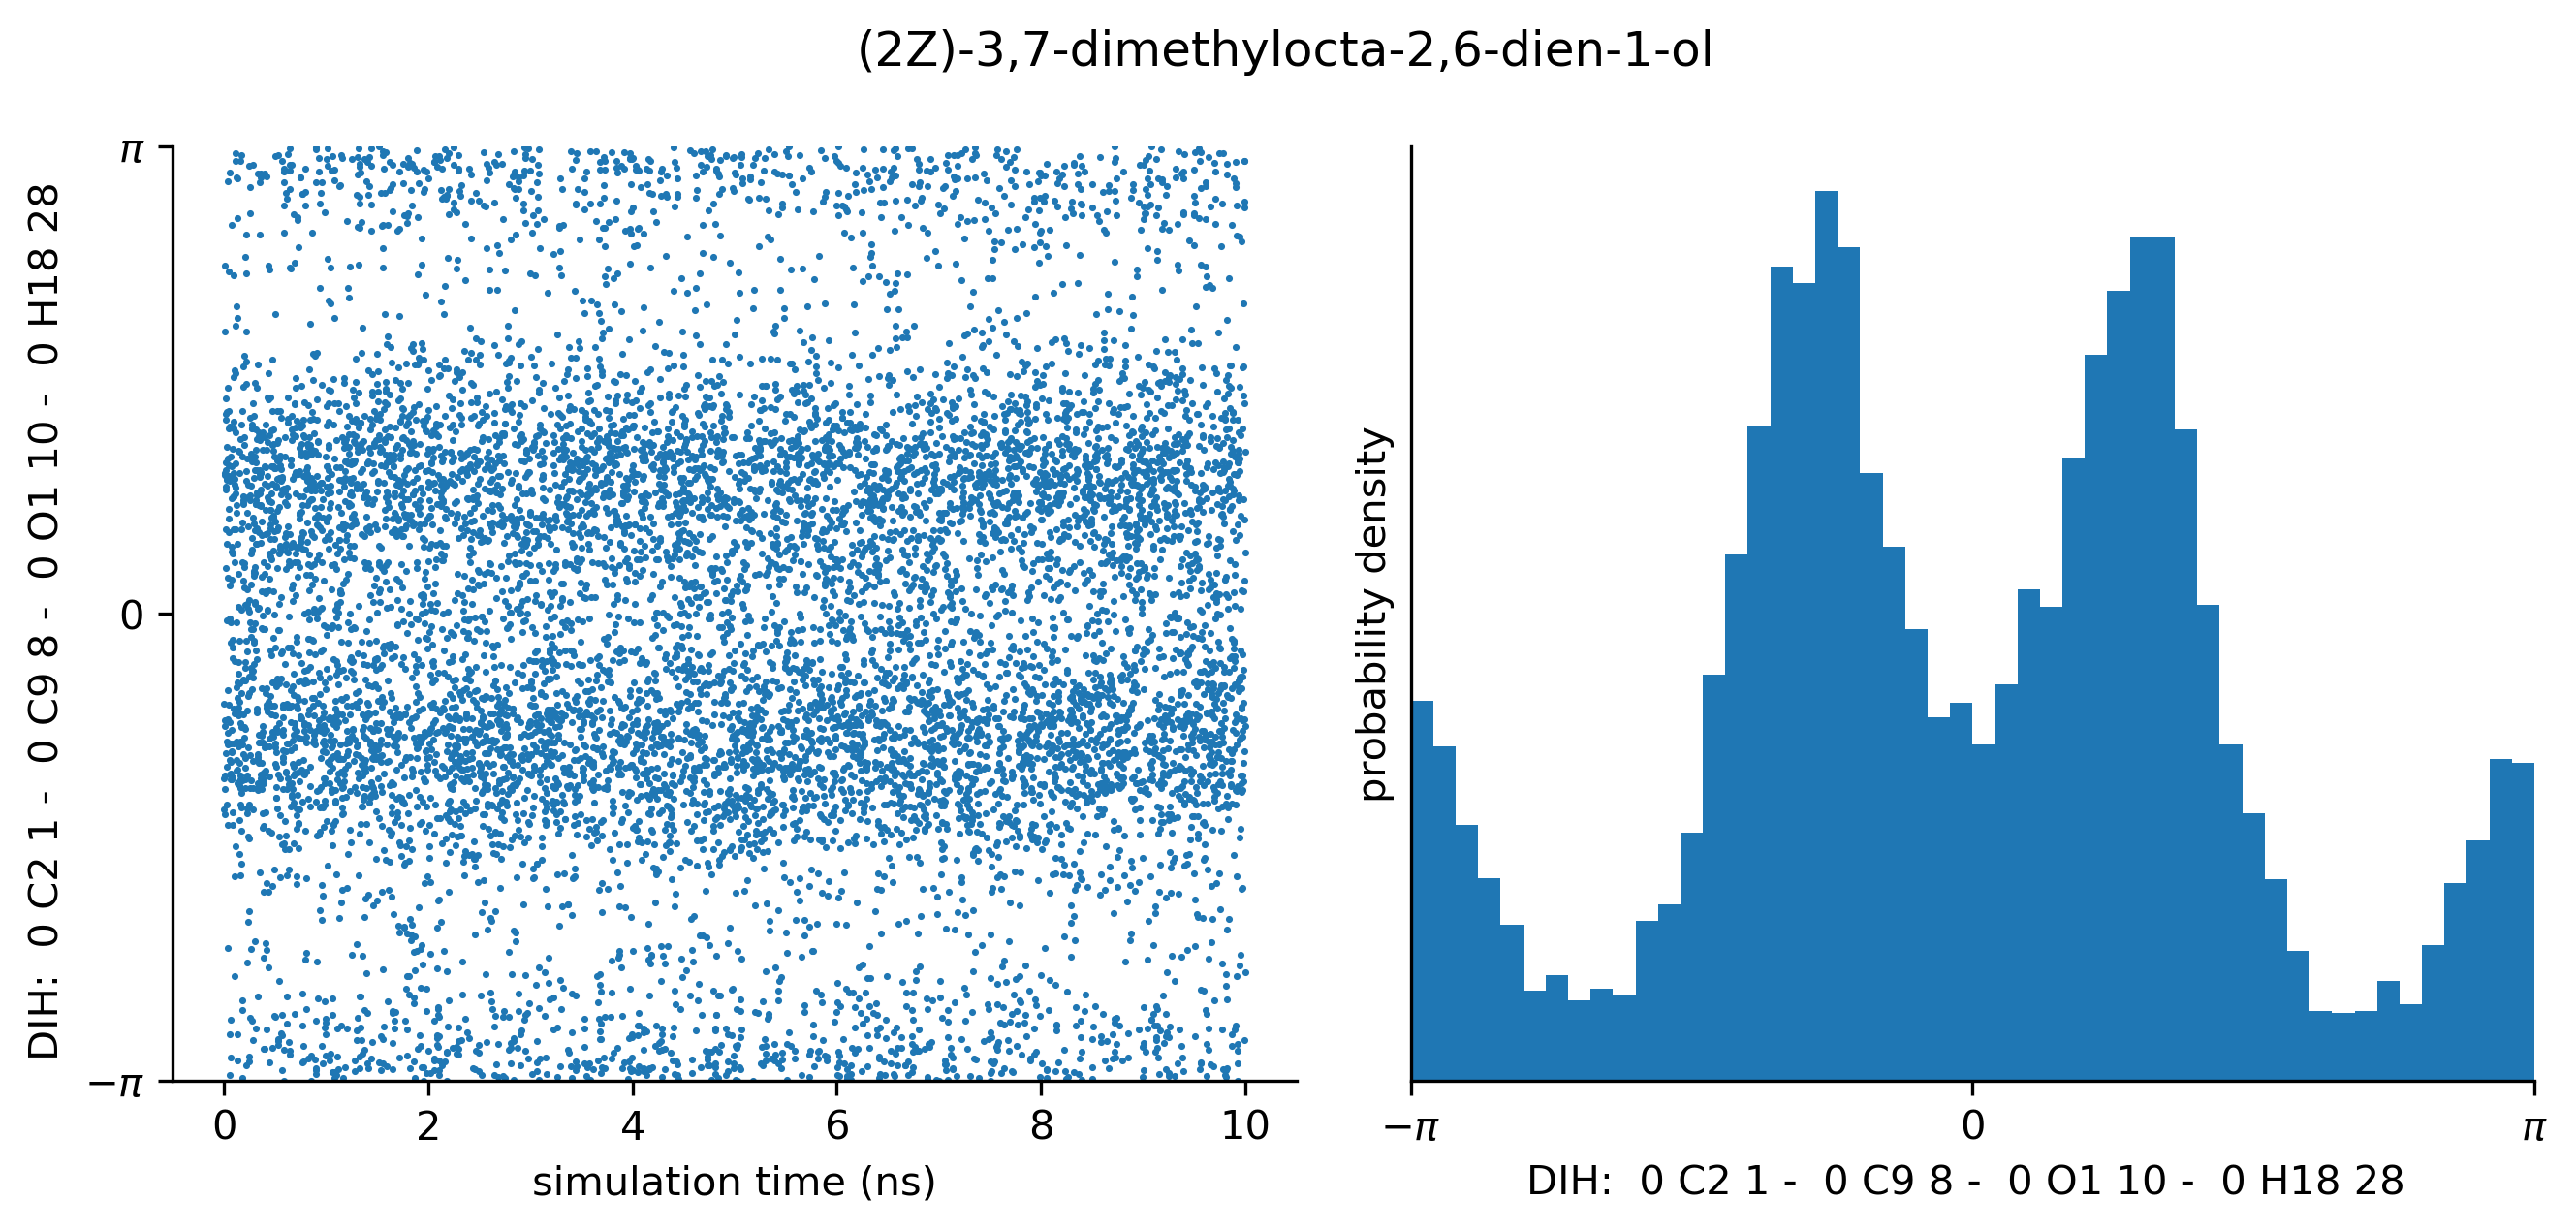 (2Z)-3,7-dimethylocta-2,6-dien-1-ol
DIH:  0 C2 1 -  0 C9 8 -  0 O1 10 -  0 H18 28
π
0
−π
0 2 4 6 8 10
simulation time (ns)
probability density
−π 0 π
DIH:  0 C2 1 -  0 C9 8 -  0 O1 10 -  0 H18 28